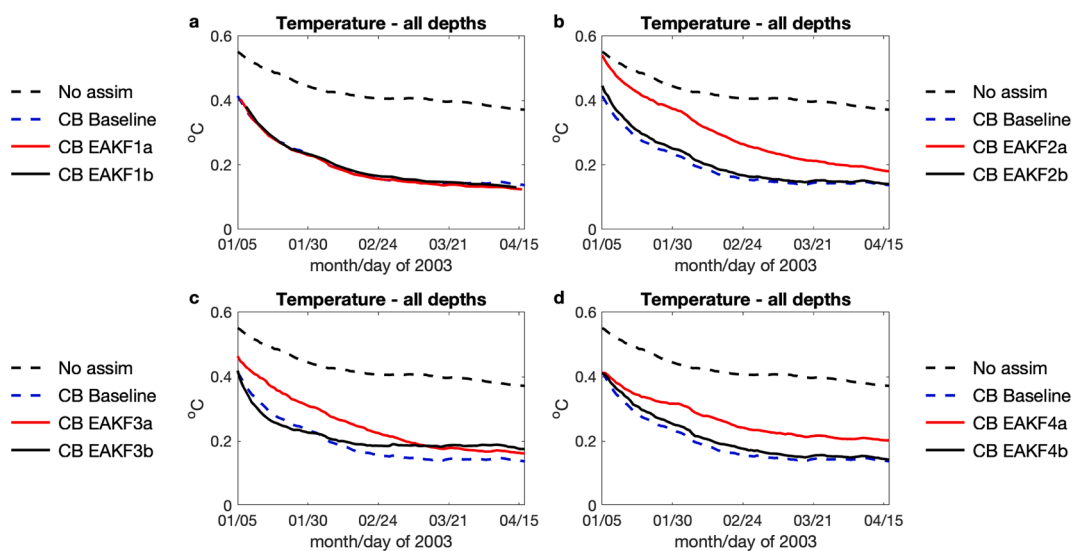 a Temperature - all depths
0.6
0.4
0.2
0
°C
01/05 01/30 02/24 03/21 04/15
month/day of 2003
No assim
CB Baseline
CB EAKF1a
CB EAKF1b
b Temperature - all depths
0.6
0.4
0.2
0
°C
01/05 01/30 02/24 03/21 04/15
month/day of 2003
No assim
CB Baseline
CB EAKF2a
CB EAKF2b
c Temperature - all depths
0.6
0.4
0.2
0
°C
01/05 01/30 02/24 03/21 04/15
month/day of 2003
No assim
CB Baseline
CB EAKF3a
CB EAKF3b
d Temperature - all depths
0.6
0.4
0.2
0
°C
01/05 01/30 02/24 03/21 04/15
month/day of 2003
No assim
CB Baseline
CB EAKF4a
CB EAKF4b